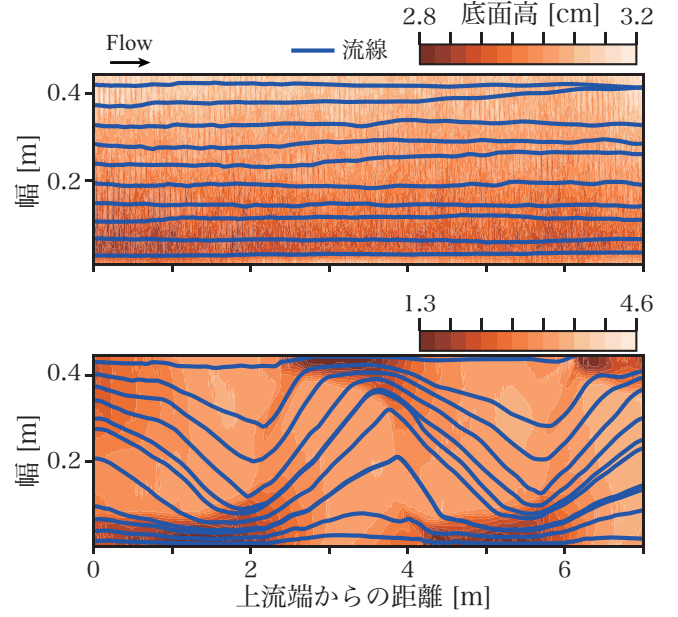 底面高 [cm]
2.8 3.2
Flow
流線
0.4
0.2
幅 [m]
1.3 4.6
0.4
0.2
幅 [m]
0 2 4 6
上流端からの距離 [m]